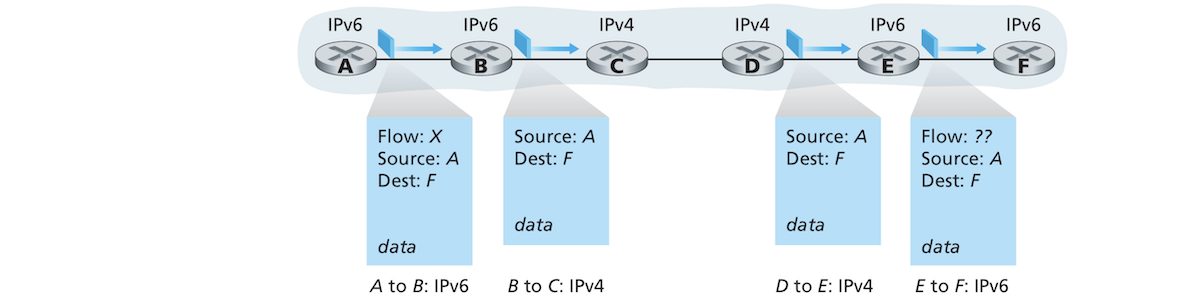 IPv6 IPv6 IPv4 IPv4 IPv6 IPv6
A B C D E F
Flow: X
Source: A
Dest: F
data
Source: A
Dest: F
data
Source: A
Dest: F
data
Flow: ??
Source: A
Dest: F
data
A to B: IPv6 B to C: IPv4 D to E: IPv4 E to F: IPv6